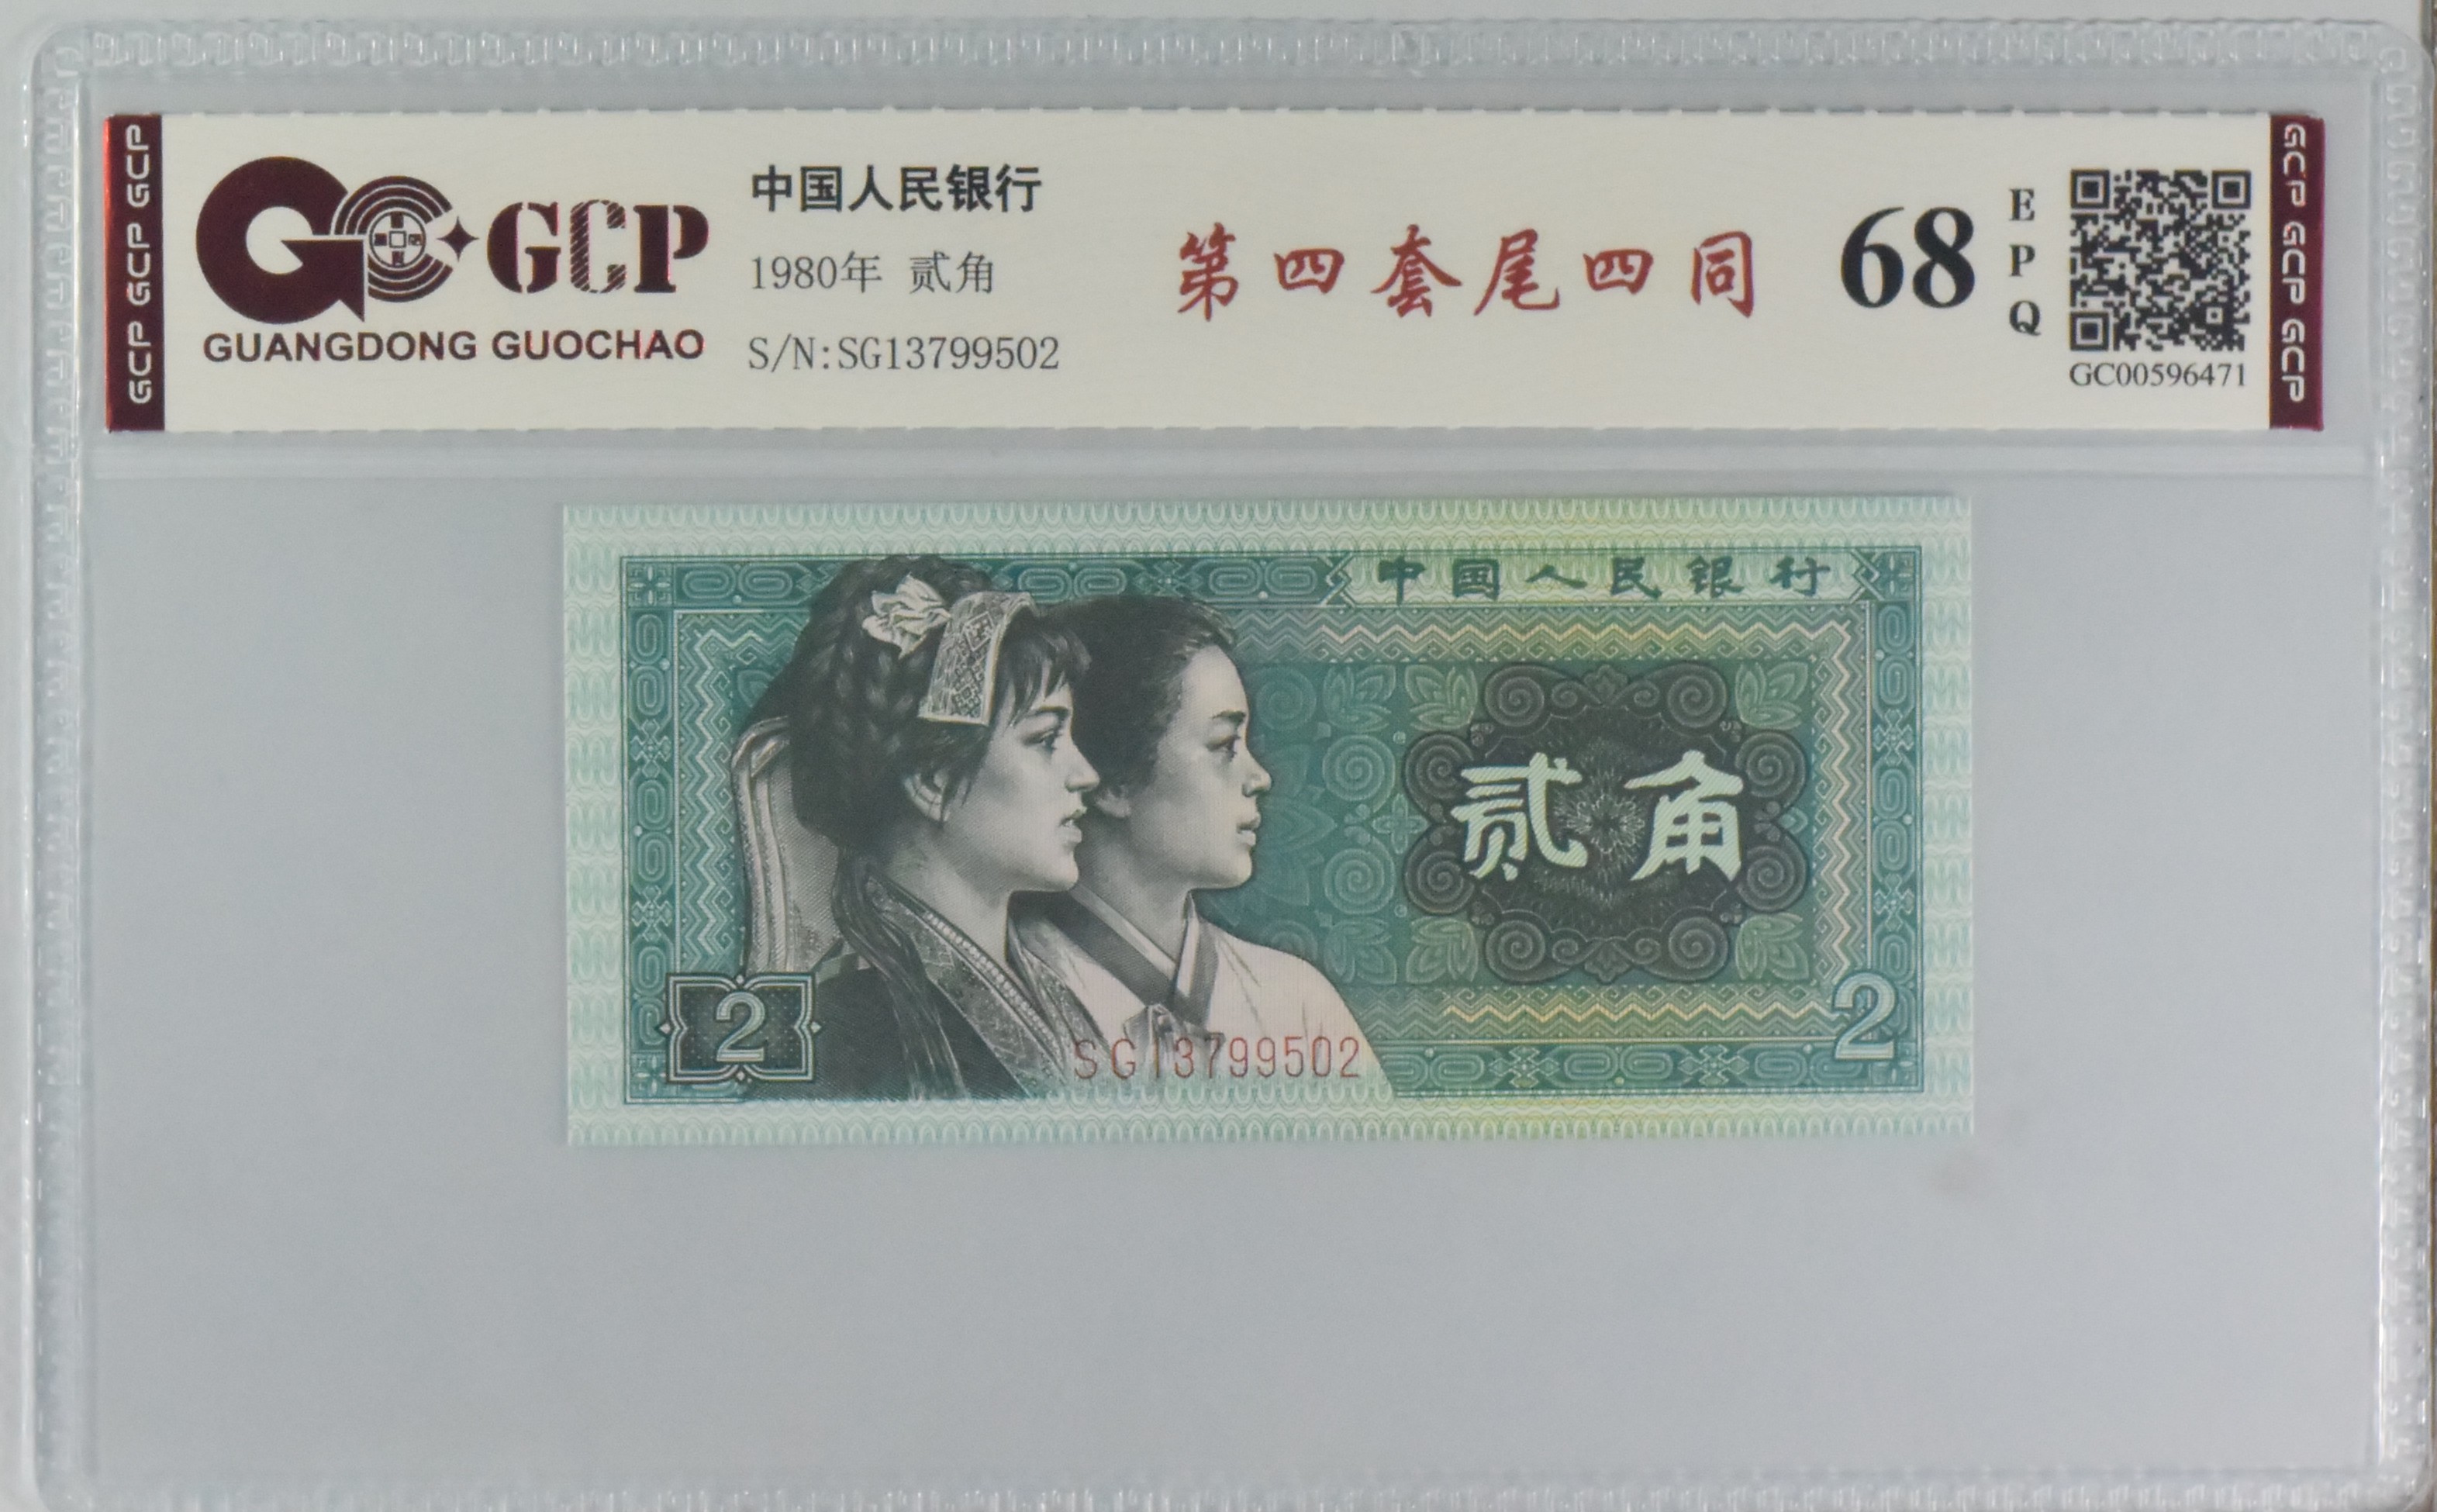 GCP GCP GCP
GCP
GUANGDONG GUOCHAO
中国人民银行
1980年 贰角
S/N:SG13799502
第四套尾四同
68
EPQ
GC00596471
GCP GCP GCP
中国人民银行
贰角
2
2
SG13799502